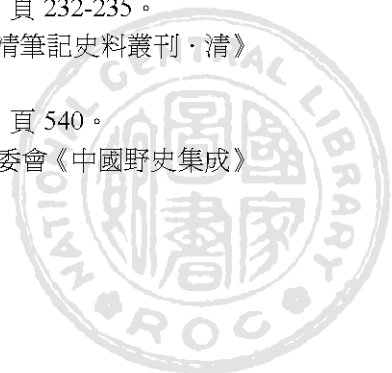 頁 232-235。
清筆記史料叢刊·清》
頁 540。
委會《中國野史集成》
NATIONAL CENTRAL LIBRARY
國家圖書館
R.O.C